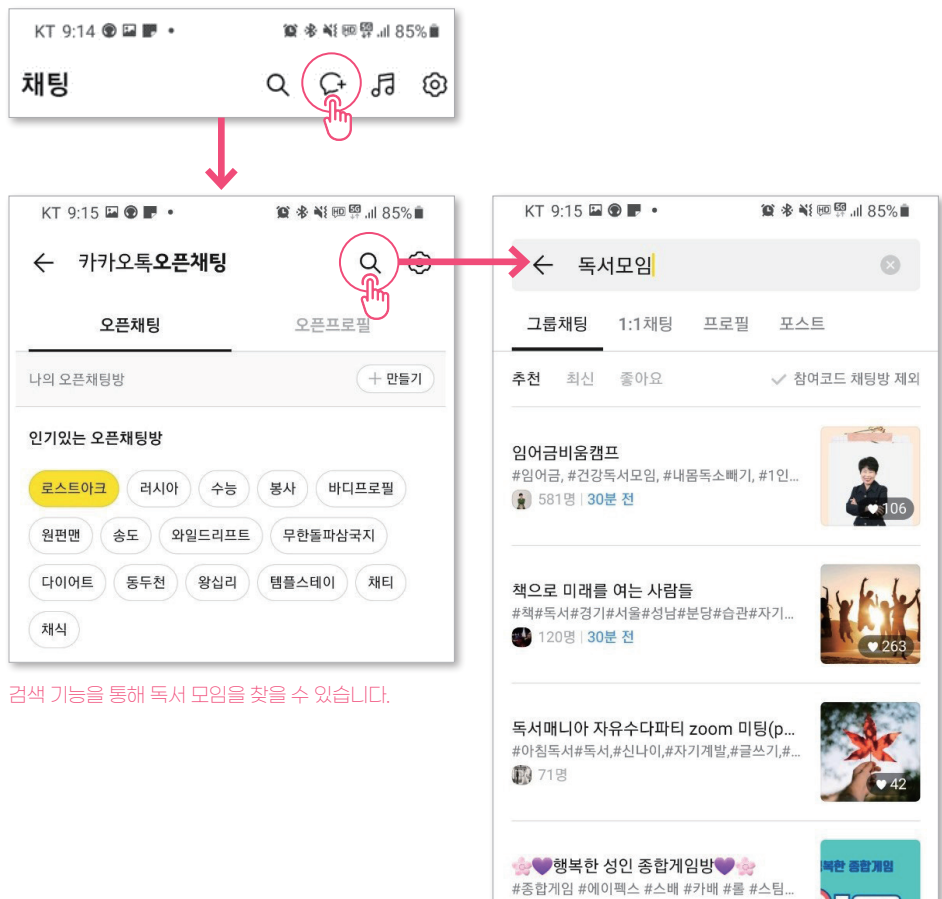 KT 9:14
85%
채팅
KT 9:15
85%
카카오톡오픈채팅
오픈채팅 오픈프로필
나의 오픈채팅방 + 만들기
인기있는 오픈채팅방
로스트아크 러시아 수능 봉사 바디프로필
원펀맨 송도 와일드리프트 무한돌파삼국지
다이어트 동두천 왕십리 템플스테이 채티
채식
검색 기능을 통해 독서 모임을 찾을 수 있습니다.
KT 9:15
85%
독서모임
그룹채팅 1:1채팅 프로필 포스트
추천 최신 좋아요 참여코드 채팅방 제외
임어금비움캠프
#임어금, #건강독서모임, #내몸독소빼기, #1인...
581명 | 30분 전
106
책으로 미래를 여는 사람들
#책#독서#경기#서울#성남#분당#습관#자기...
120명 | 30분 전
263
독서매니아 자유수다파티 zoom 미팅(p...
#아침독서#독서,#신나이,#자기계발,#글쓰기,#...
71명
42
🌸💜행복한 성인 종합게임방💜🌸
#종합게임 #에이펙스 #스배 #카배 #롤 #스팀...
복한 종합게임